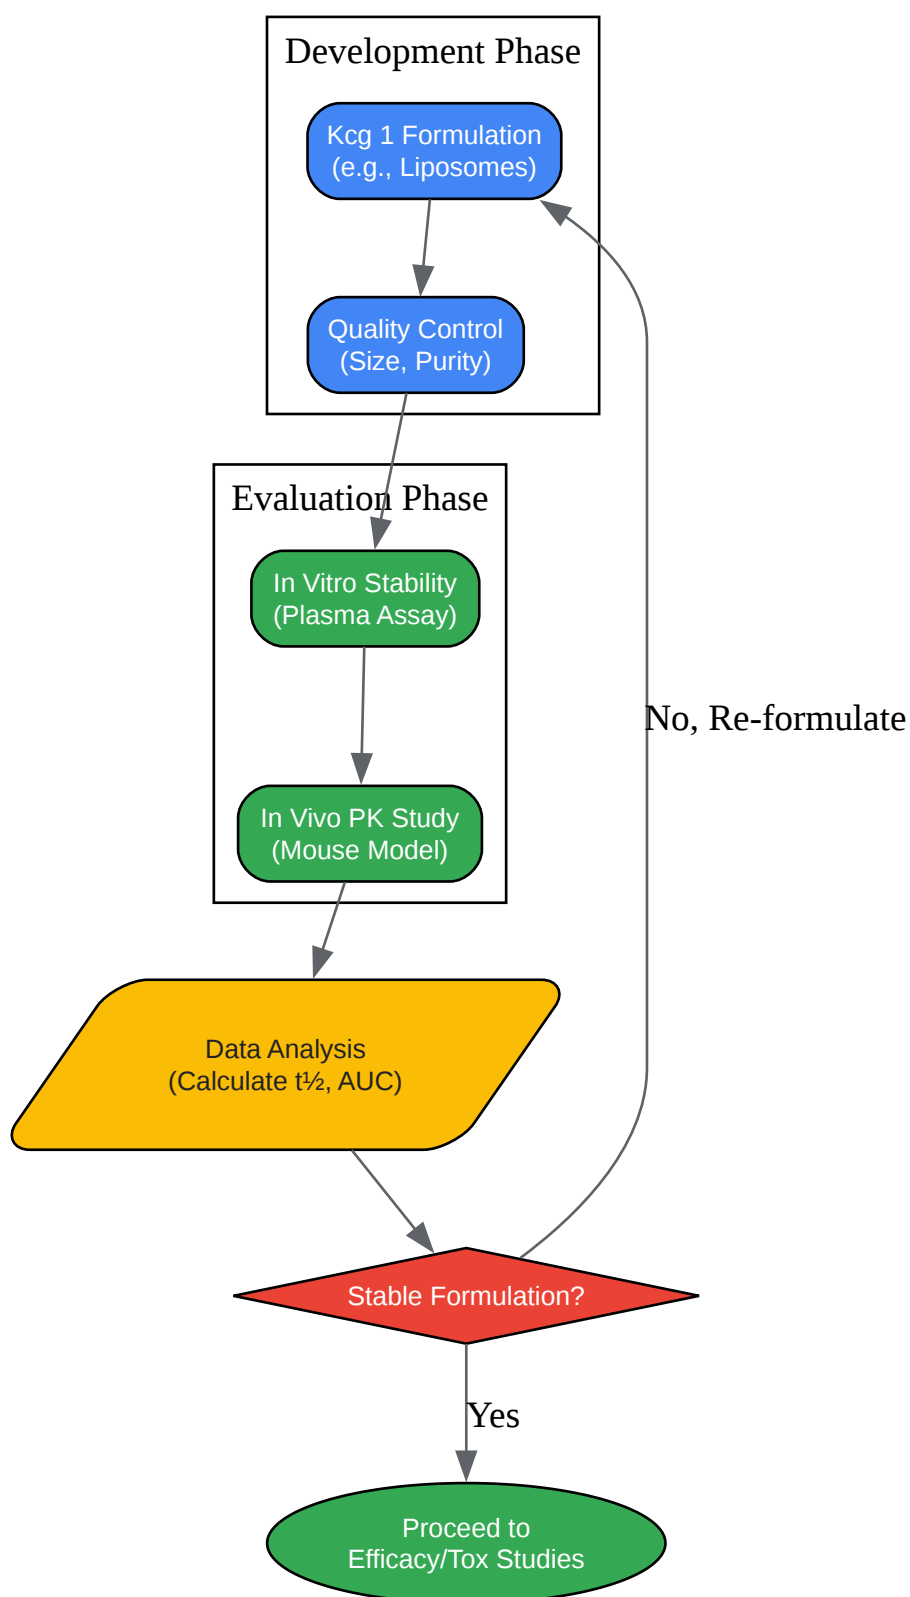 Development Phase
Kcg 1 Formulation
(e.g., Liposomes)
Quality Control
(Size, Purity)
Evaluation Phase
In Vitro Stability
(Plasma Assay)
No, Re-formulate
In Vivo PK Study
(Mouse Model)
Data Analysis
(Calculate t½, AUC)
Stable Formulation?
Yes
Proceed to
Efficacy/Tox Studies